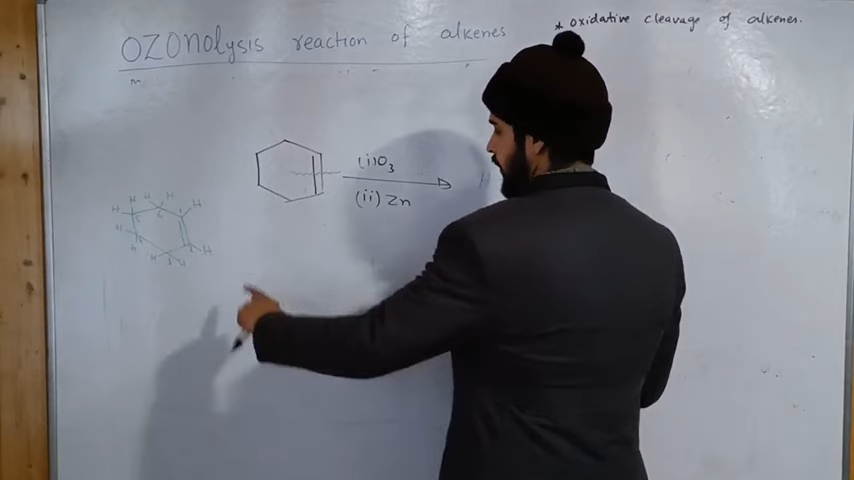 OZONolysis reaction of alkenes
* oxidative cleavage of alkenes.
(i) O3
(ii) Zn
H
H H H H H
H
H
H H
H H